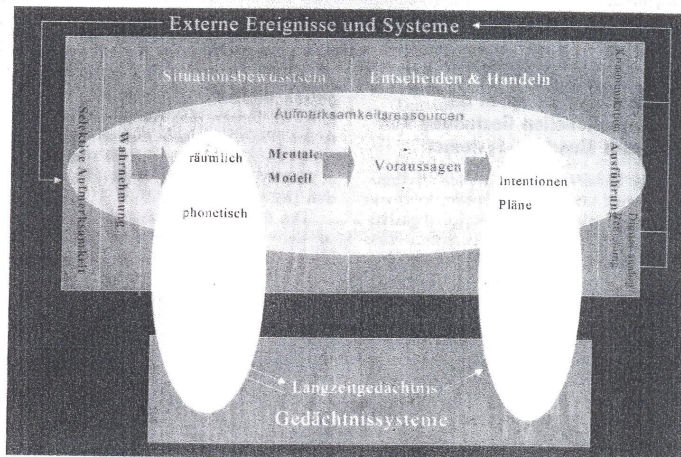 Externe Ereignisse und Systeme
Situationsbewusstsein
Entscheiden & Handeln
Aufmerksamkeitsressourcen
Selektive Aufmerksamkeit
Wahrnehmung
räumlich
phonetisch
Mentale
Modell
Voraussagen
Intentionen
Pläne
Ausführung
Langzeitgedächtnis
Gedächtnissysteme